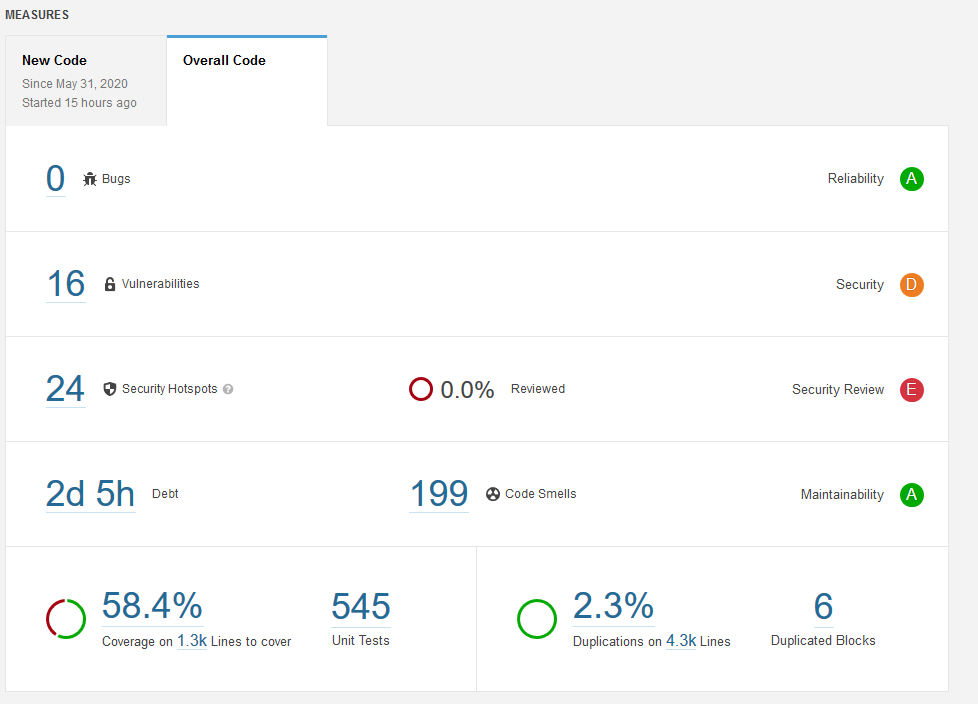 MEASURES
New Code
Since May 31, 2020
Started 15 hours ago
Overall Code
0 Bugs
Reliability A
16 Vulnerabilities
Security D
24 Security Hotspots ?
0.0% Reviewed
Security Review E
2d 5h Debt
199 Code Smells
Maintainability A
58.4%
Coverage on 1.3k Lines to cover
545
Unit Tests
2.3%
Duplications on 4.3k Lines
6
Duplicated Blocks